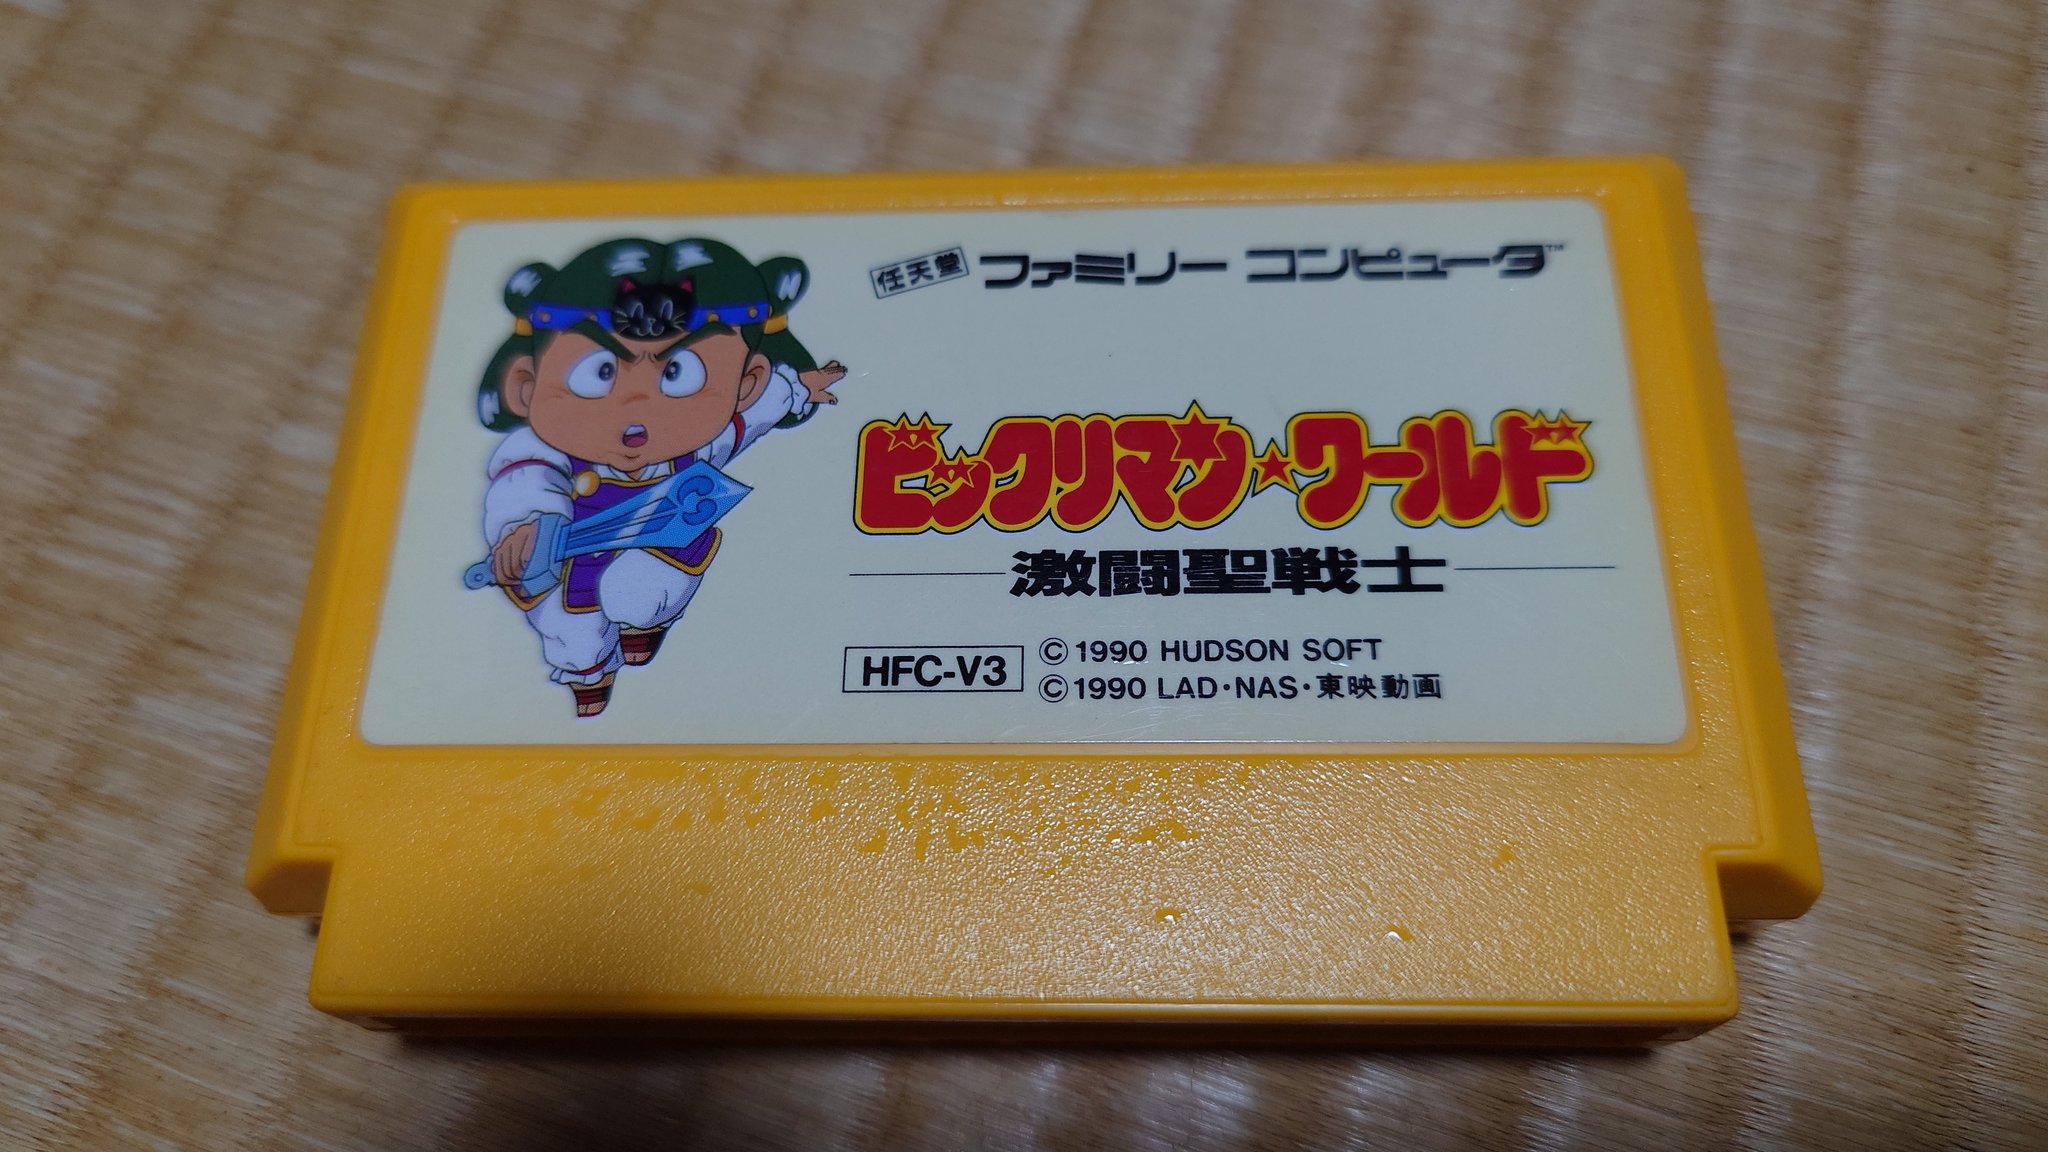 任天堂 ファミリー コンピュータ™
ビックリマン★ワールド
激闘聖戦士
HFC-V3
©1990 HUDSON SOFT
©1990 LAD・NAS・東映動画